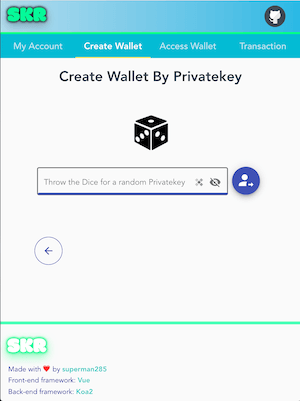 SKR
My Account Create Wallet Access Wallet Transaction
Create Wallet By Privatekey
Throw the Dice for a random Privatekey
SKR
Made with ❤️ by superman285
Front-end framework: Vue
Back-end framework: Koa2